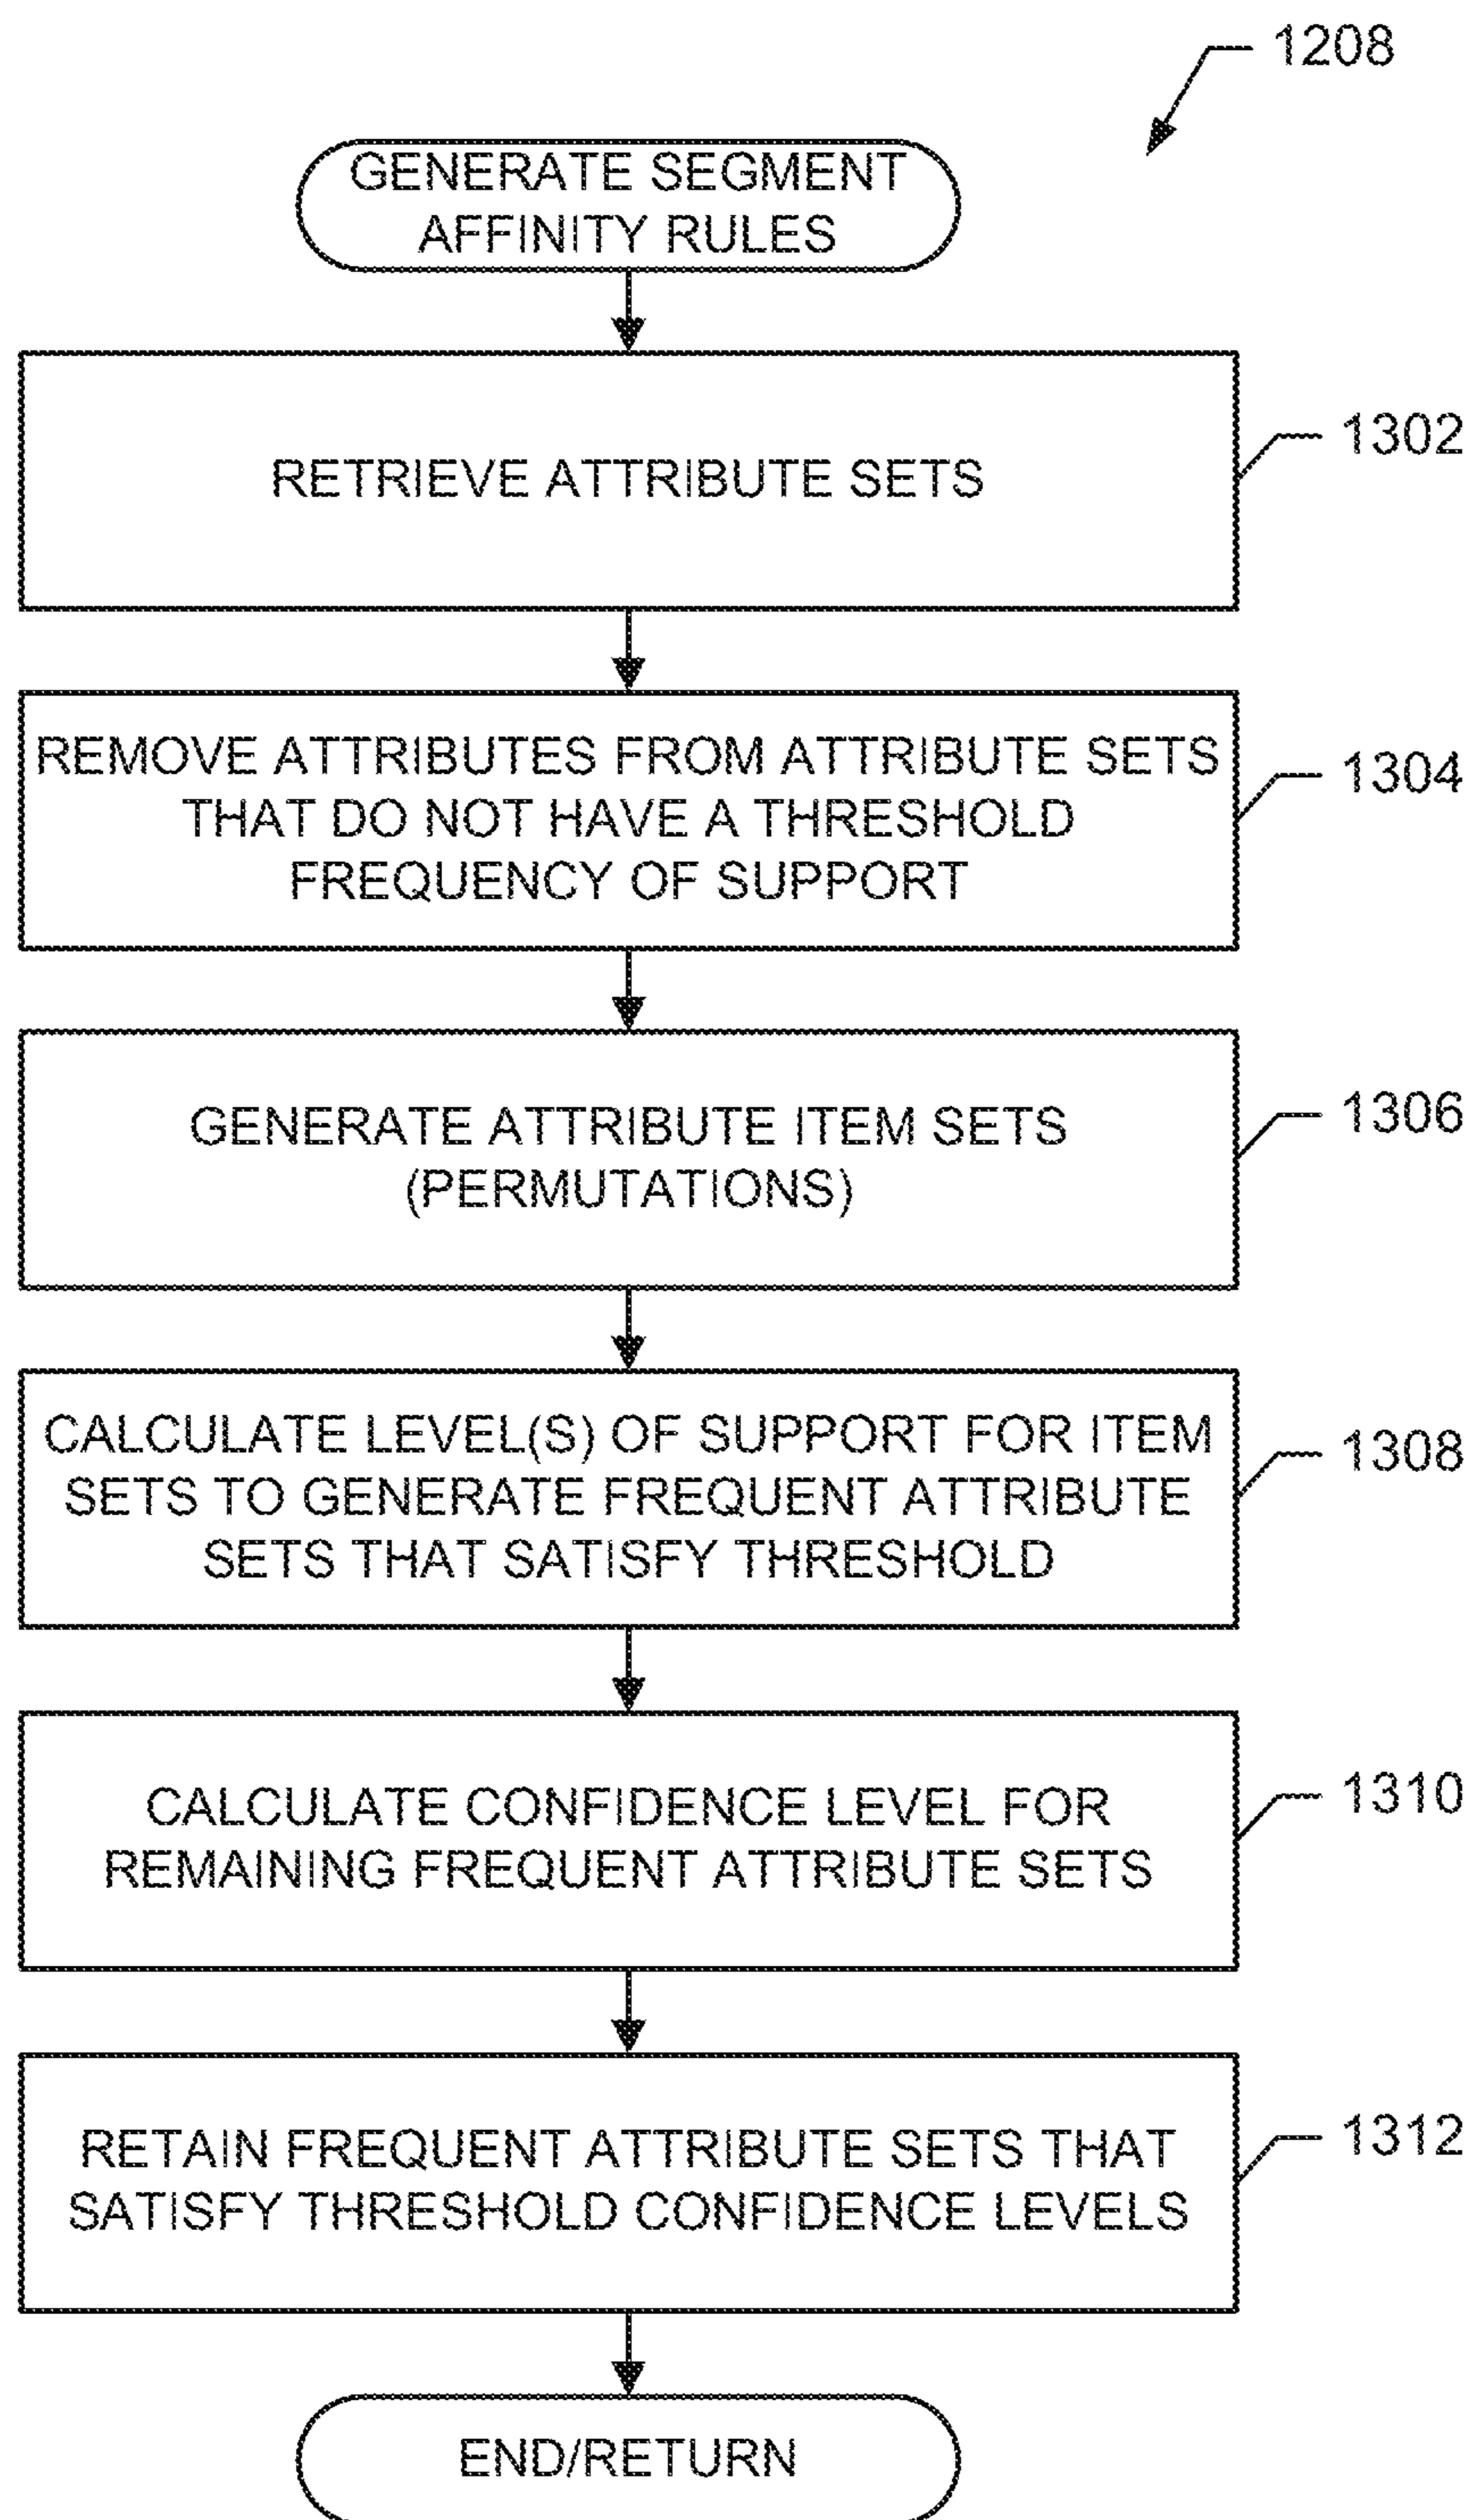 1208
GENERATE SEGMENT
AFFINITY RULES
RETRIEVE ATTRIBUTE SETS
1302
REMOVE ATTRIBUTES FROM ATTRIBUTE SETS
THAT DO NOT HAVE A THRESHOLD
FREQUENCY OF SUPPORT
1304
GENERATE ATTRIBUTE ITEM SETS
(PERMUTATIONS)
1306
CALCULATE LEVEL(S) OF SUPPORT FOR ITEM
SETS TO GENERATE FREQUENT ATTRIBUTE
SETS THAT SATISFY THRESHOLD
1308
CALCULATE CONFIDENCE LEVEL FOR
REMAINING FREQUENT ATTRIBUTE SETS
1310
RETAIN FREQUENT ATTRIBUTE SETS THAT
SATISFY THRESHOLD CONFIDENCE LEVELS
1312
END/RETURN